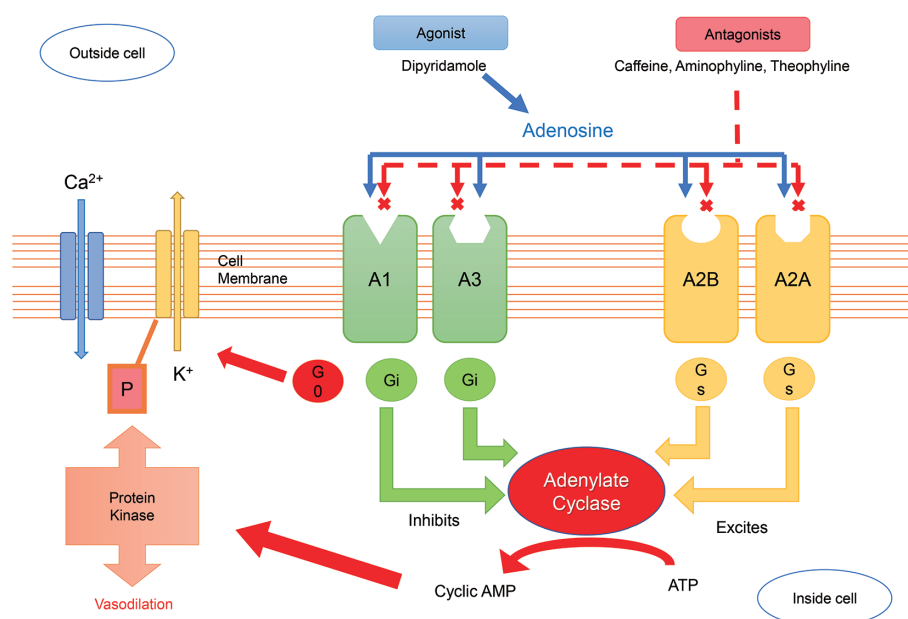 Outside cell
Agonist
Antagonists
Dipyridamole
Caffeine, Aminophyline, Theophyline
Adenosine
Ca²⁺
Cell
Membrane
A1
A3
A2B
A2A
K⁺
P
G
0
Gi
Gi
G
s
G
s
Adenylate
Cyclase
Protein
Kinase
Inhibits
Excites
Cyclic AMP
ATP
Vasodilation
Inside cell